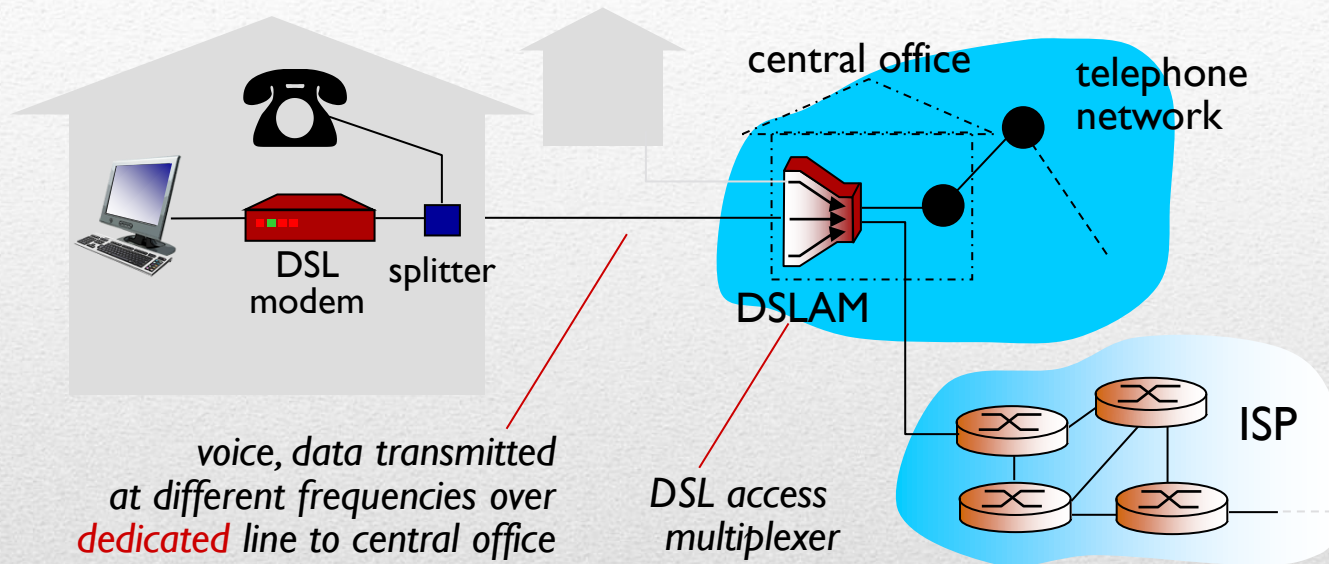 central office
telephone
network
DSL
modem
splitter
DSLAM
ISP
voice, data transmitted
at different frequencies over
dedicated line to central office
DSL access
multiplexer